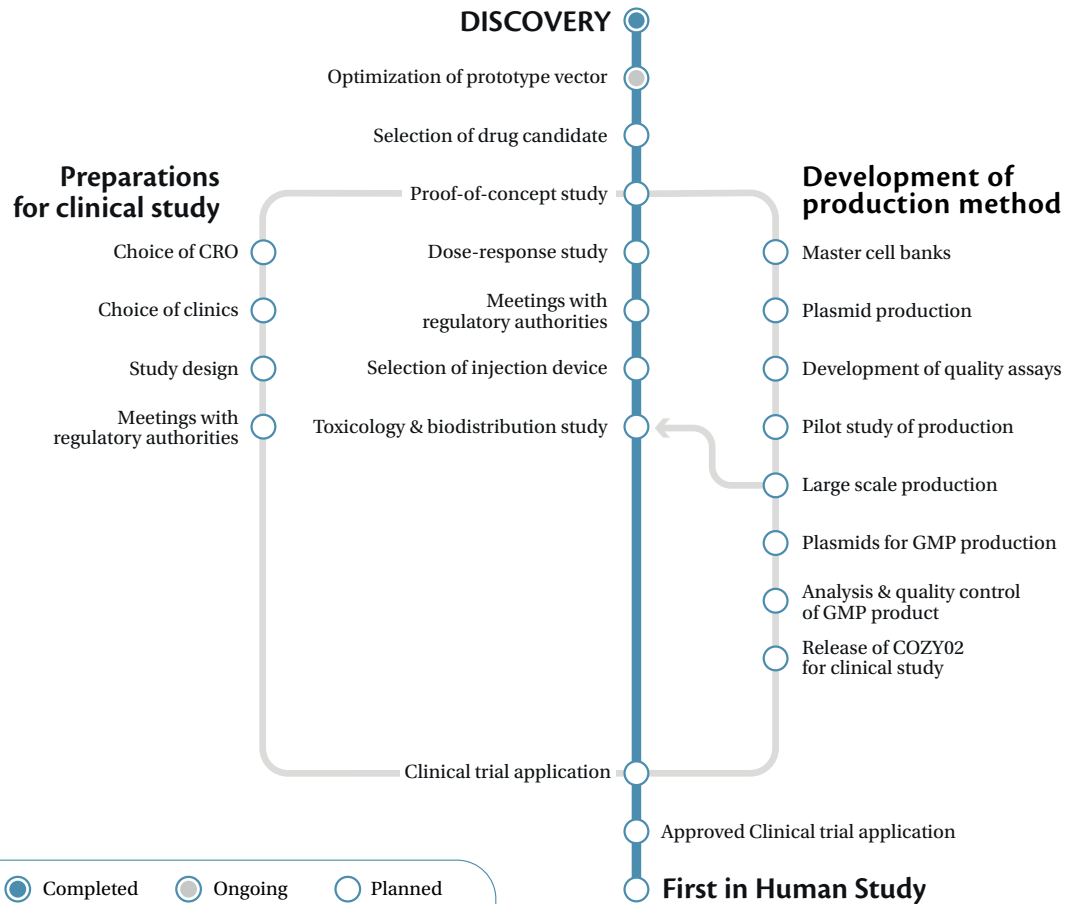 DISCOVERY
Optimization of prototype vector
Selection of drug candidate
Proof-of-concept study
Preparations
for clinical study
Choice of CRO
Choice of clinics
Study design
Meetings with
regulatory authorities
Dose-response study
Meetings with
regulatory authorities
Selection of injection device
Toxicology & biodistribution study
Development of
production method
Master cell banks
Plasmid production
Development of quality assays
Pilot study of production
Large scale production
Plasmids for GMP production
Analysis & quality control
of GMP product
Release of COZY02
for clinical study
Clinical trial application
Approved Clinical trial application
First in Human Study
Completed
Ongoing
Planned